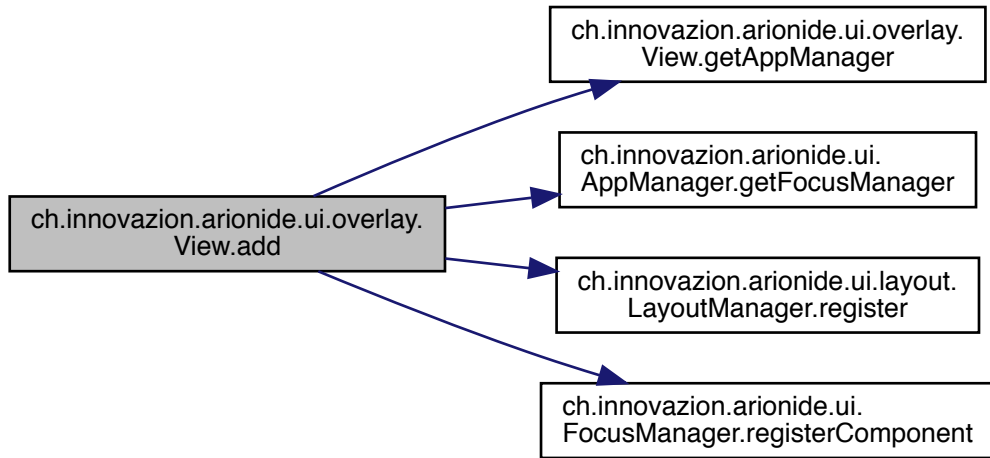 ch.innovazion.arionide.ui.overlay.
View.add
ch.innovazion.arionide.ui.overlay.
View.getAppManager
ch.innovazion.arionide.ui.
AppManager.getFocusManager
ch.innovazion.arionide.ui.layout.
LayoutManager.register
ch.innovazion.arionide.ui.
FocusManager.registerComponent